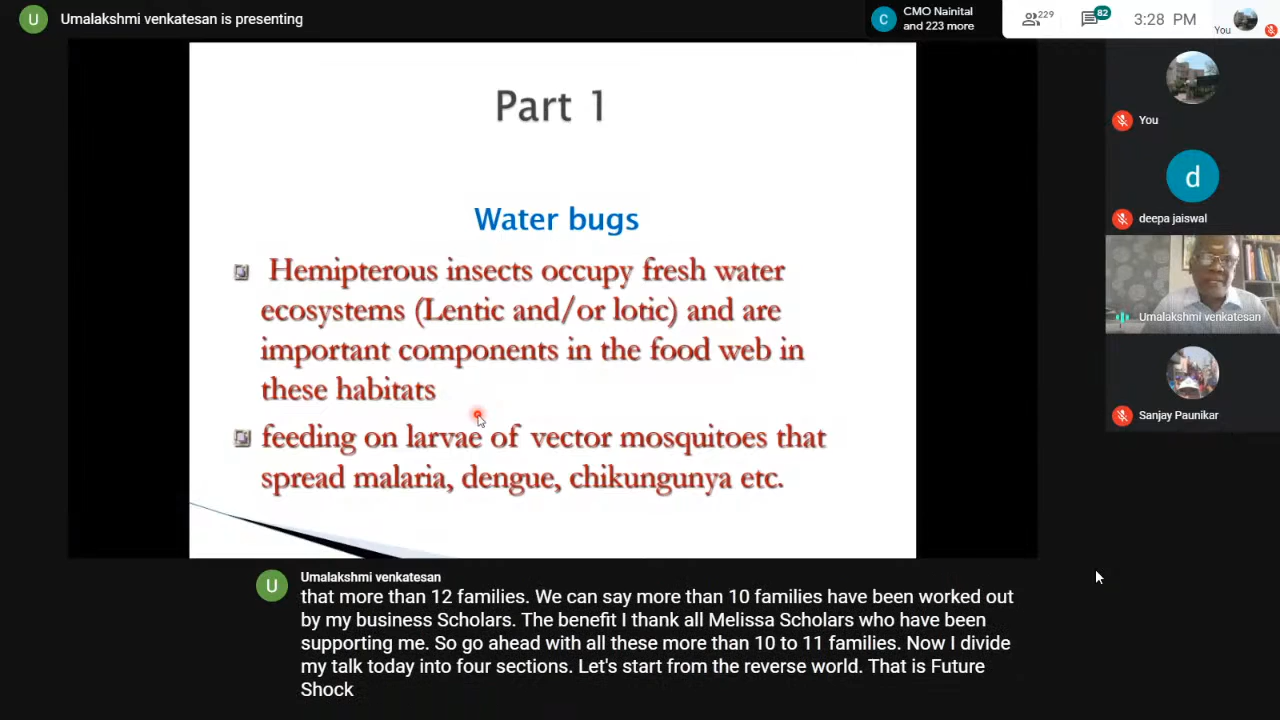 U Umalakshmi venkatesan is presenting
C CMO Nainital
and 223 more
229
82
3:28 PM
You
Part 1
Water bugs
Hemipterous insects occupy fresh water
ecosystems (Lentic and/or lotic) and are
important components in the food web in
these habitats
feeding on larvae of vector mosquitoes that
spread malaria, dengue, chikungunya etc.
You
d
deepa jaiswal
Umalakshmi venkatesan
Sanjay Paunikar
U Umalakshmi venkatesan
that more than 12 families. We can say more than 10 families have been worked out
by my business Scholars. The benefit I thank all Melissa Scholars who have been
supporting me. So go ahead with all these more than 10 to 11 families. Now I divide
my talk today into four sections. Let's start from the reverse world. That is Future
Shock